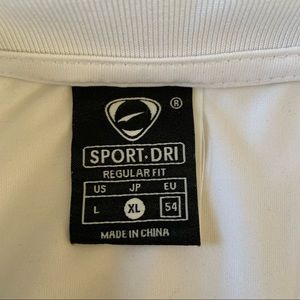 ®
SPORT·DRI
REGULAR FIT
US JP EU
L XL 54
MADE IN CHINA